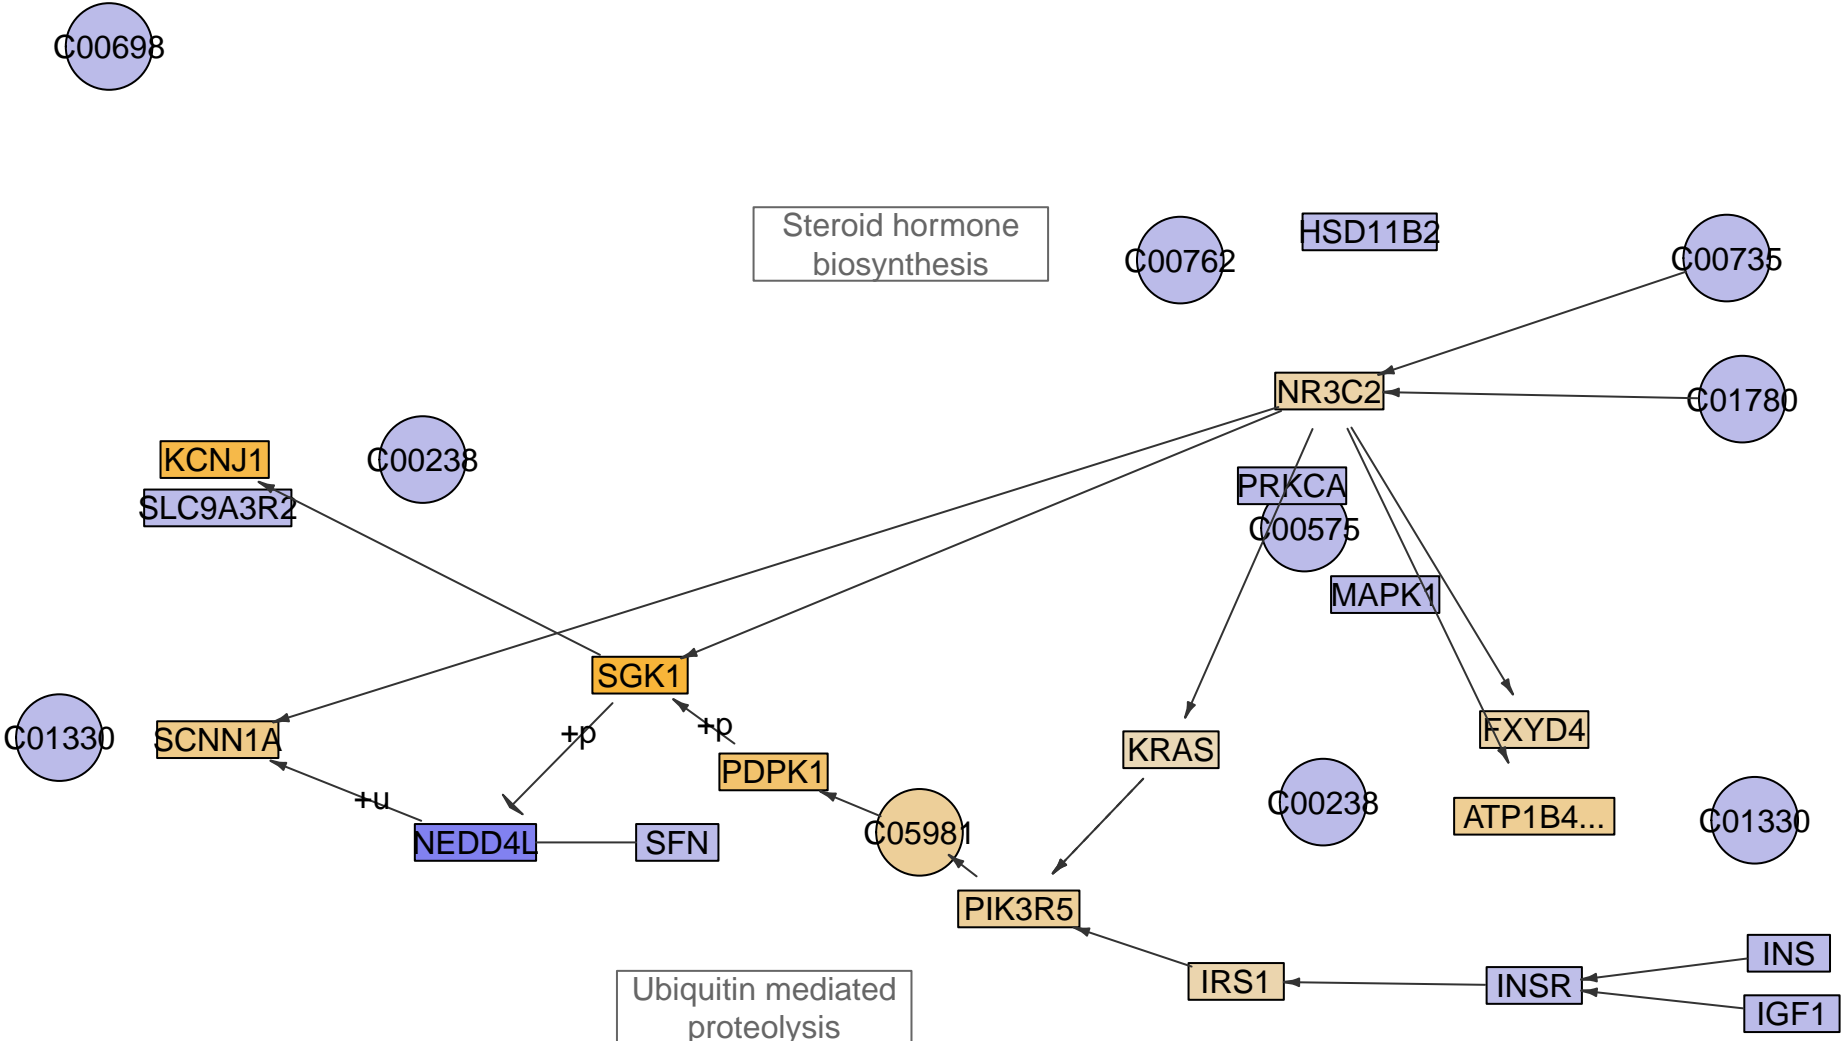 C00698
Steroid hormone
biosynthesis
C00762
HSD11B2
C00735
NR3C2
C01780
KCNJ1
C00238
SLC9A3R2
PRKCA
C00575
MAPK1
SGK1
C01330
SCNN1A
+p
+p
FXYD4
KRAS
PDPK1
+u
C00238
ATP1B4...
C01330
NEDD4L
SFN
C05981
PIK3R5
INS
IRS1
INSR
IGF1
Ubiquitin mediated
proteolysis